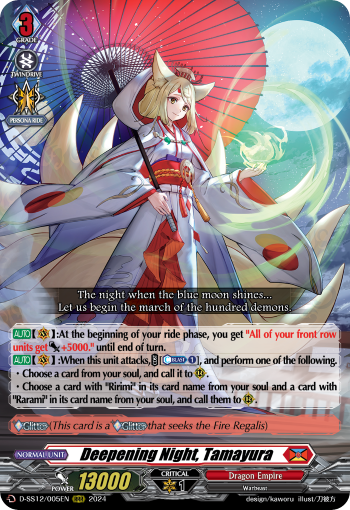 3
GRADE
TWINDRIVE
PERSONA RIDE
The night when the blue moon shines...
Let us begin the march of the hundred demons.
AUTO【 】:At the beginning of your ride phase, you get "All of your front row
units get +5000." until end of turn.
AUTO【 】:When this unit attacks, [ BLAST 1], and perform one of the following.
・Choose a card from your soul, and call it to .
・Choose a card with "Ririmi" in its card name from your soul and a card with
"Rarami" in its card name from your soul, and call them to .
Glitter (This card is a Glitter that seeks the Fire Regalis)
NORMAL UNIT
Deepening Night, Tamayura
POWER 13000
CRITICAL
1
Dragon Empire
Warbeast
D-SS12/005EN RRR 2024
design/kaworu illust/刀彼方